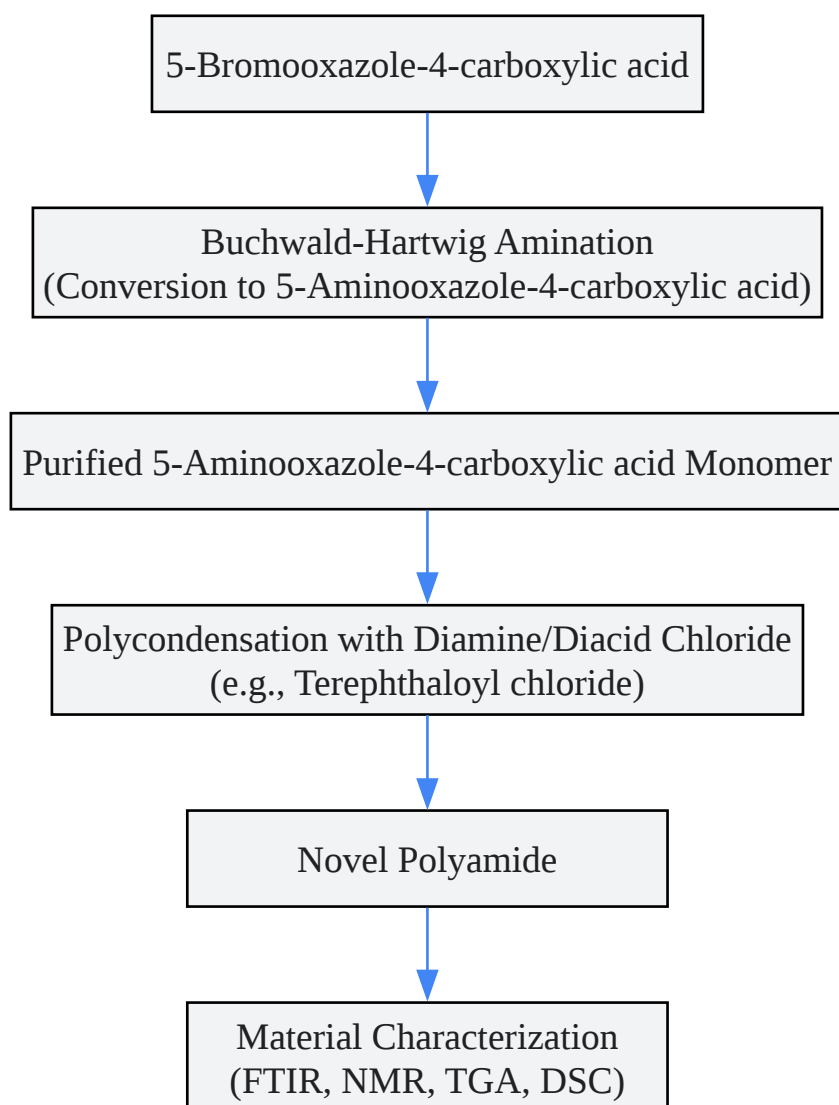 5-Bromooxazole-4-carboxylic acid
Buchwald-Hartwig Amination
(Conversion to 5-Aminooxazole-4-carboxylic acid)
Purified 5-Aminooxazole-4-carboxylic acid Monomer
Polycondensation with Diamine/Diacid Chloride
(e.g., Terephthaloyl chloride)
Novel Polyamide
Material Characterization
(FTIR, NMR, TGA, DSC)